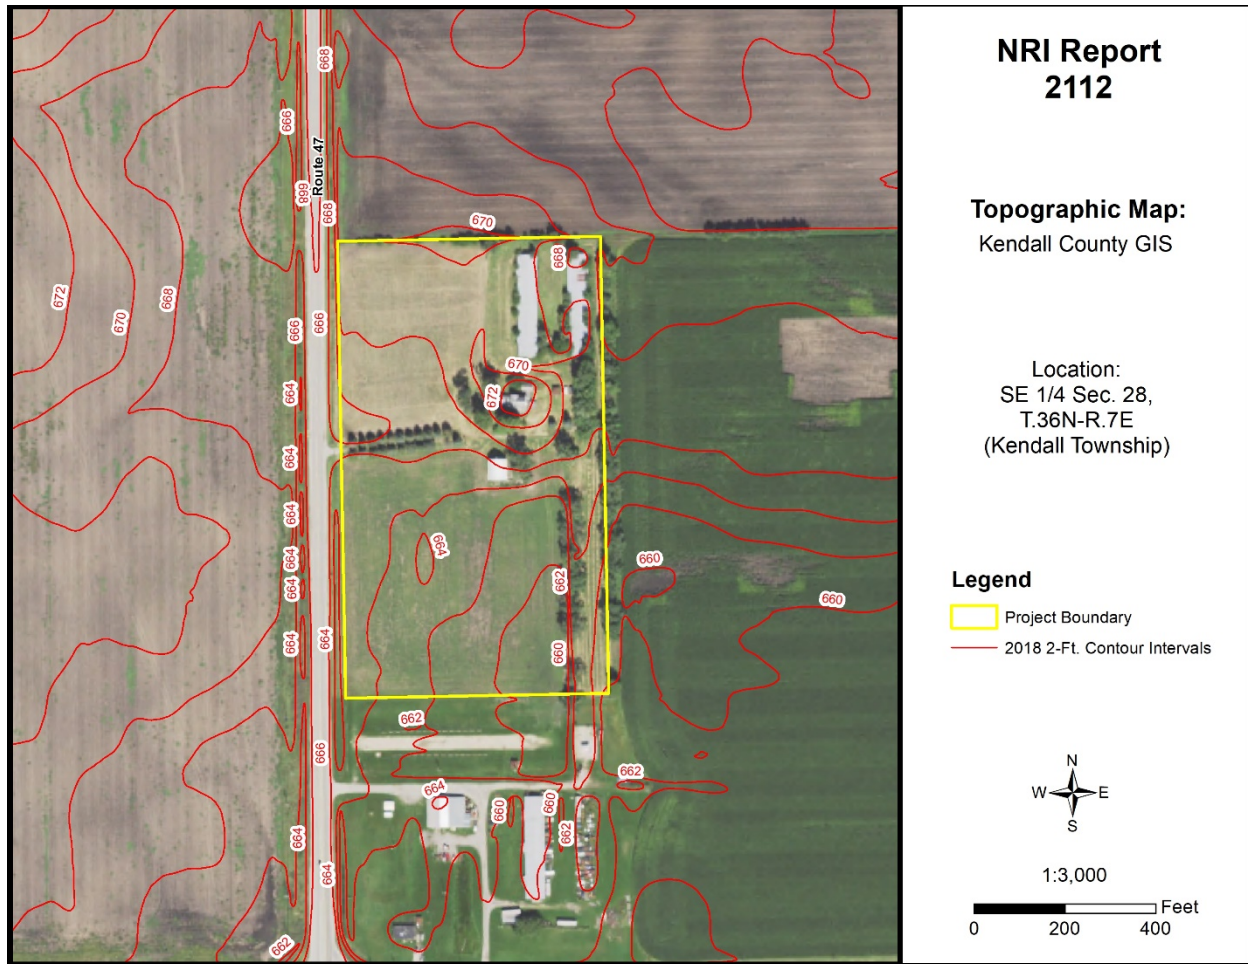 NRI Report
2112
Topographic Map:
Kendall County GIS
Location:
SE 1/4 Sec. 28,
T.36N-R.7E
(Kendall Township)
Legend
Project Boundary
2018 2-Ft. Contour Intervals
N
W E
S
1:3,000
Feet
0 200 400
Route 47
668
666
668
668
670
668
672
670
668
666
666
670
672
664
664
664
664
664
664
664
664
662
660
660
660
662
666
662
664
660
660
662
664
664
662